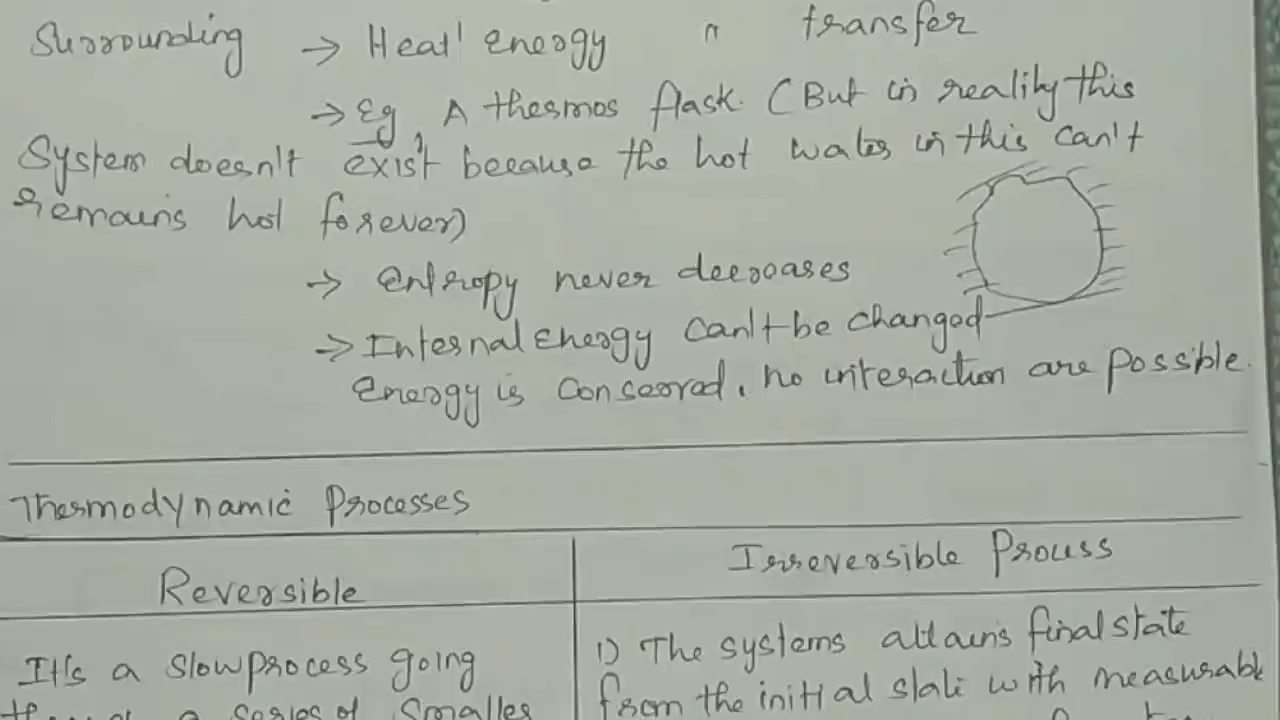 Surrounding → Heat energy " transfer
→ Eg, A thermos flask. (But in reality this
System doesn't exist because the hot water in this can't
remains hot forever)
→ Entropy never decreases
→ Internal energy can't be changed
Energy is conserved. no interaction are possible.
Thermodynamic Processes
Reversible
Irreversible Process
It's a slow process going
a series of smaller
1) The systems attains final state
from the initial state with measurable